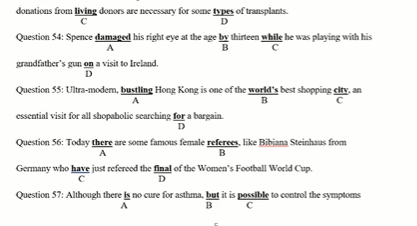 donations from living donors are necessary for some types of transplants.
C D
Question 54: Spence damaged his right eye at the age by thirteen while he was playing with his
A B C
grandfather's gun on a visit to Ireland.
D
Question 55: Ultra-modern, bustling Hong Kong is one of the world's best shopping city, an
A B C
essential visit for all shopaholic searching for a bargain.
D
Question 56: Today there are some famous female referees, like Bibiana Steinhaus from
A B
Germany who have just refereed the final of the Women's Football World Cup.
C D
Question 57: Although there is no cure for asthma, but it is possible to control the symptoms
A B C